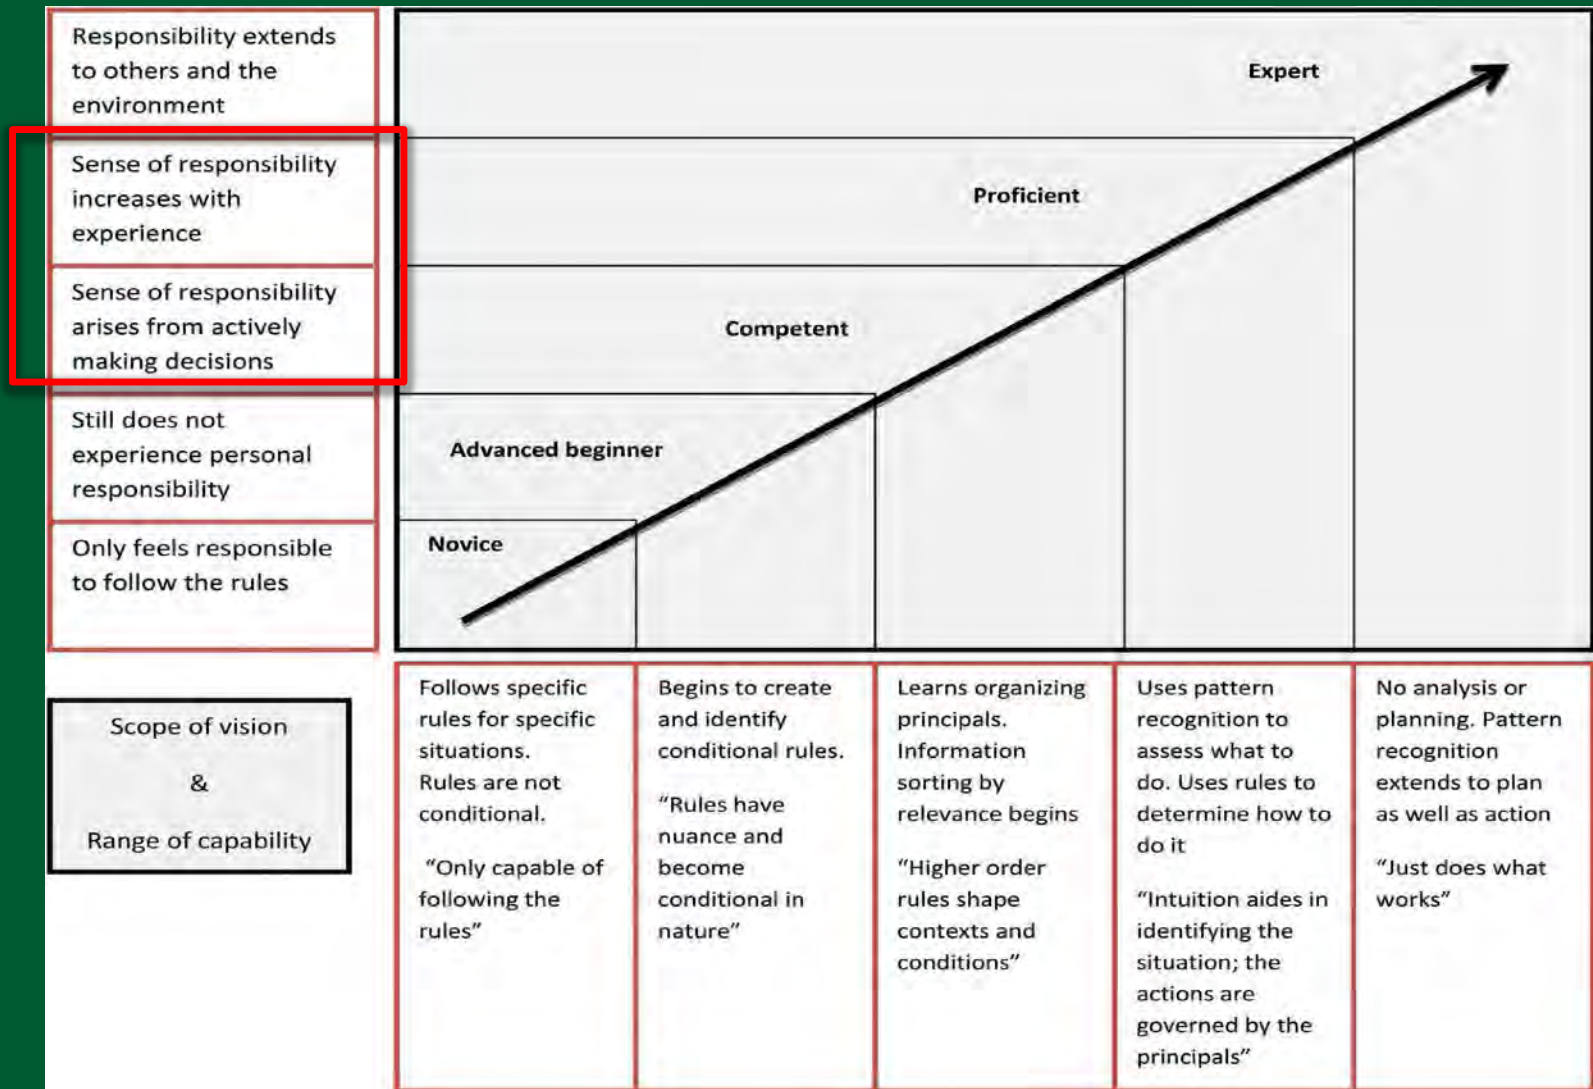 Responsibility extends
to others and the
environment
Sense of responsibility
increases with
experience
Sense of responsibility
arises from actively
making decisions
Still does not
experience personal
responsibility
Only feels responsible
to follow the rules
Expert
Proficient
Competent
Advanced beginner
Novice
Scope of vision
&
Range of capability
Follows specific
rules for specific
situations.
Rules are not
conditional.
“Only capable of
following the
rules”
Begins to create
and identify
conditional rules.
“Rules have
nuance and
become
conditional in
nature”
Learns organizing
principals.
Information
sorting by
relevance begins
“Higher order
rules shape
contexts and
conditions”
Uses pattern
recognition to
assess what to
do. Uses rules to
determine how to
do it
“Intuition aides in
identifying the
situation; the
actions are
governed by the
principals”
No analysis or
planning. Pattern
recognition
extends to plan
as well as action
“Just does what
works”